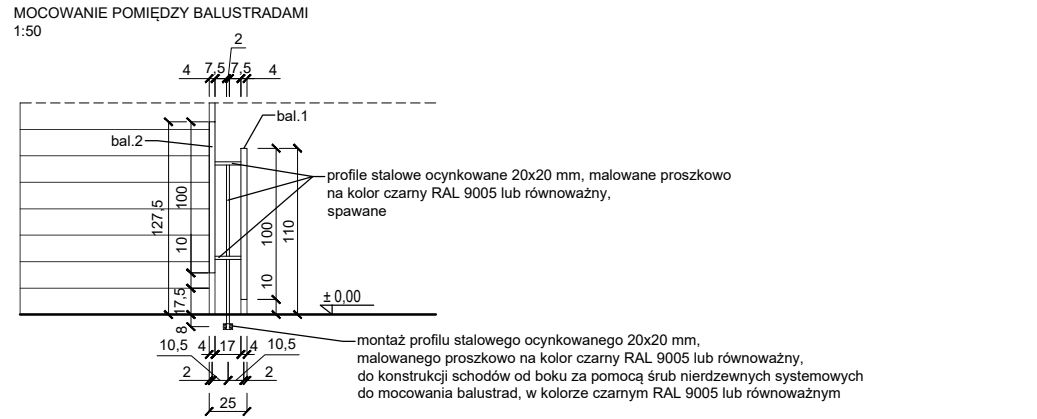 MOCOWANIE POMIĘDZY BALUSTRADAMI
1:50
2
4 7,5 7,5 4
bal.1
bal.2
profile stalowe ocynkowane 20x20 mm, malowane proszkowo
na kolor czarny RAL 9005 lub równoważny,
spawane
127,5
100
10
17,5
8
100
110
10
± 0,00
montaż profilu stalowego ocynkowanego 20x20 mm,
malowanego proszkowo na kolor czarny RAL 9005 lub równoważny,
do konstrukcji schodów od boku za pomocą śrub nierdzewnych systemowych
do mocowania balustrad, w kolorze czarnym RAL 9005 lub równoważnym
10,5 4 17 4 10,5
2 2
25